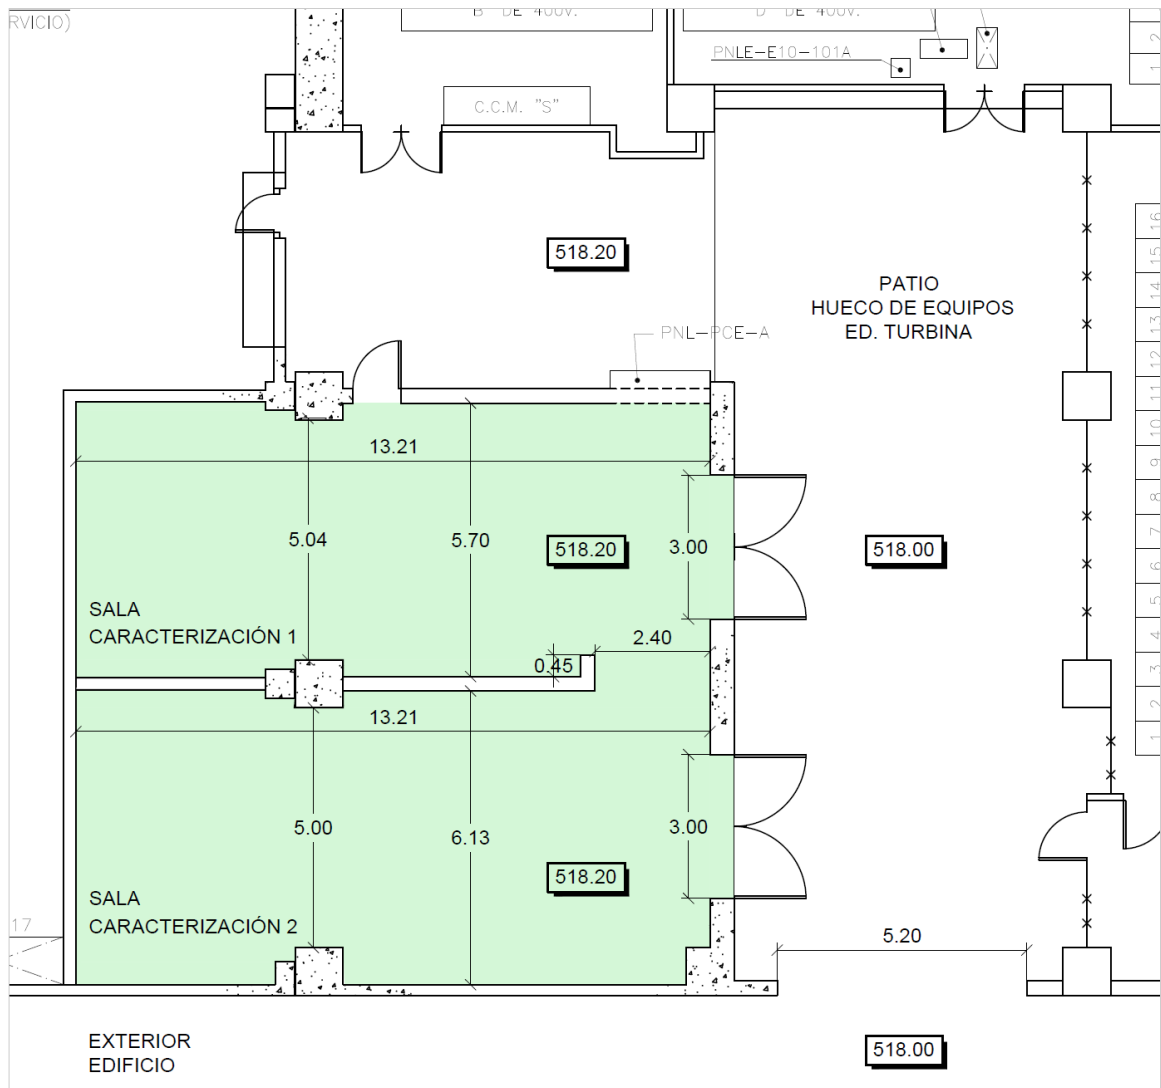 RVICIO)
B DE 400V.
D DE 400V.
PNLE-E10-101A
C.C.M. "S"
2
1
518.20
PATIO
HUECO DE EQUIPOS
ED. TURBINA
PNL-PCE-A
16
15
14
13
12
11
10
9
8
7
6
5
4
3
2
1
13.21
5.04
5.70
518.20
3.00
518.00
SALA
CARACTERIZACIÓN 1
2.40
0.45
13.21
5.00
6.13
3.00
518.20
SALA
CARACTERIZACIÓN 2
17
5.20
EXTERIOR
EDIFICIO
518.00